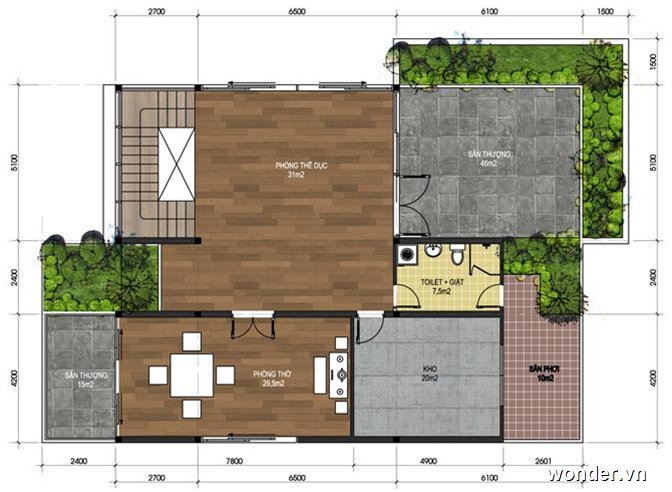 2700
6500
6100
1500
1500
5100
5100
PHÒNG THỂ DỤC
31m2
SÂN THƯỢNG
46m2
2400
2400
TOILET + GIẶT
7,5m2
4200
4200
SÂN THƯỢNG
15m2
PHÒNG THỜ
29,5m2
KHO
20m2
SÂN PHƠI
10m2
2400
7800
4900
2601
2700
6500
6100
wonder.vn